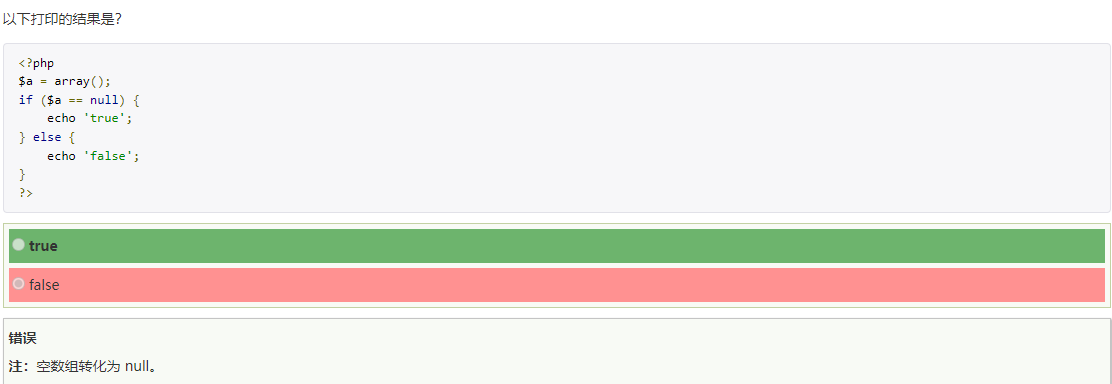 以下打印的结果是?
<?php
$a = array();
if ($a == null) {
    echo 'true';
} else {
    echo 'false';
}
?>
true
false
错误
注：空数组转化为 null。